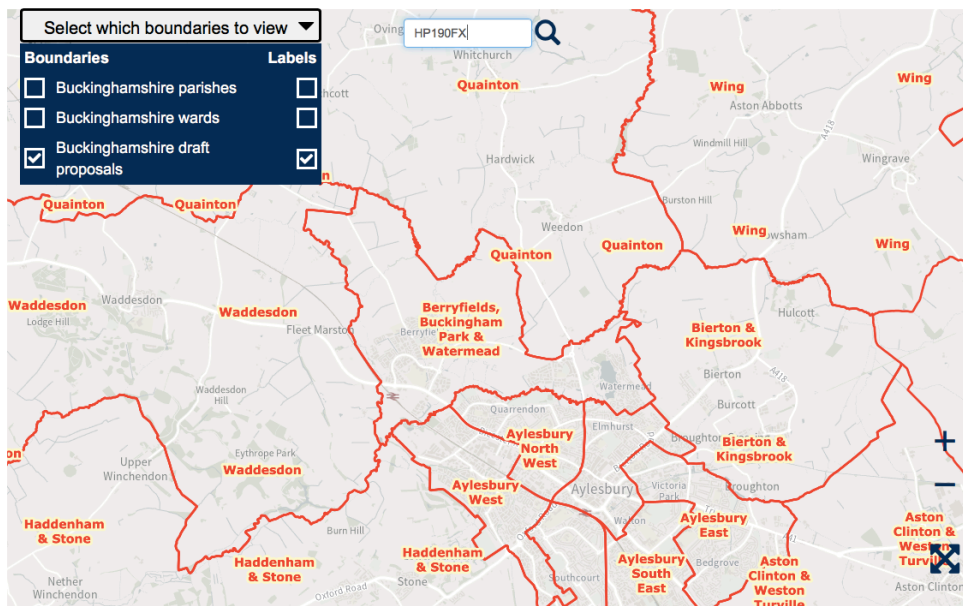 Select which boundaries to view
Boundaries Labels
Buckinghamshire parishes
Buckinghamshire wards
Buckinghamshire draft
proposals
HP190FX
Whitchurch
Quainton
Wing
Wing
Aston Abbotts
A418
Windmill Hill
Hardwick
Wingrave
Burston Hill
Quainton
Quainton
Weedon
Quainton
Quainton
Wing
Wing
Waddesdon
Waddesdon
Lodge Hill
Waddesdon
Fleet Marston
Berryfields,
Buckingham
Park &
Watermead
Hulcott
Bierton &
Kingsbrook
Bierton
A418
Waddesdon
Hill
Watermead
Burcott
Quarrendon
Elmhurst
Aylesbury
North
West
Bierton &
Kingsbrook
Eythrope Park
Upper
Winchendon
Waddesdon
Broughton
Aylesbury
West
Aylesbury
Victoria
Park
Walton
Aylesbury
East
A41
Haddenham
& Stone
Burn Hill
Haddenham
& Stone
Haddenham
& Stone
Stone
Oxford Road
Nether
Winchendon
Southcourt
Aylesbury
South
East
Bedgrove
Aston
Clinton &
Weston
Turville
Aston
Clinton &
Weston
Turville
Aston Clinton